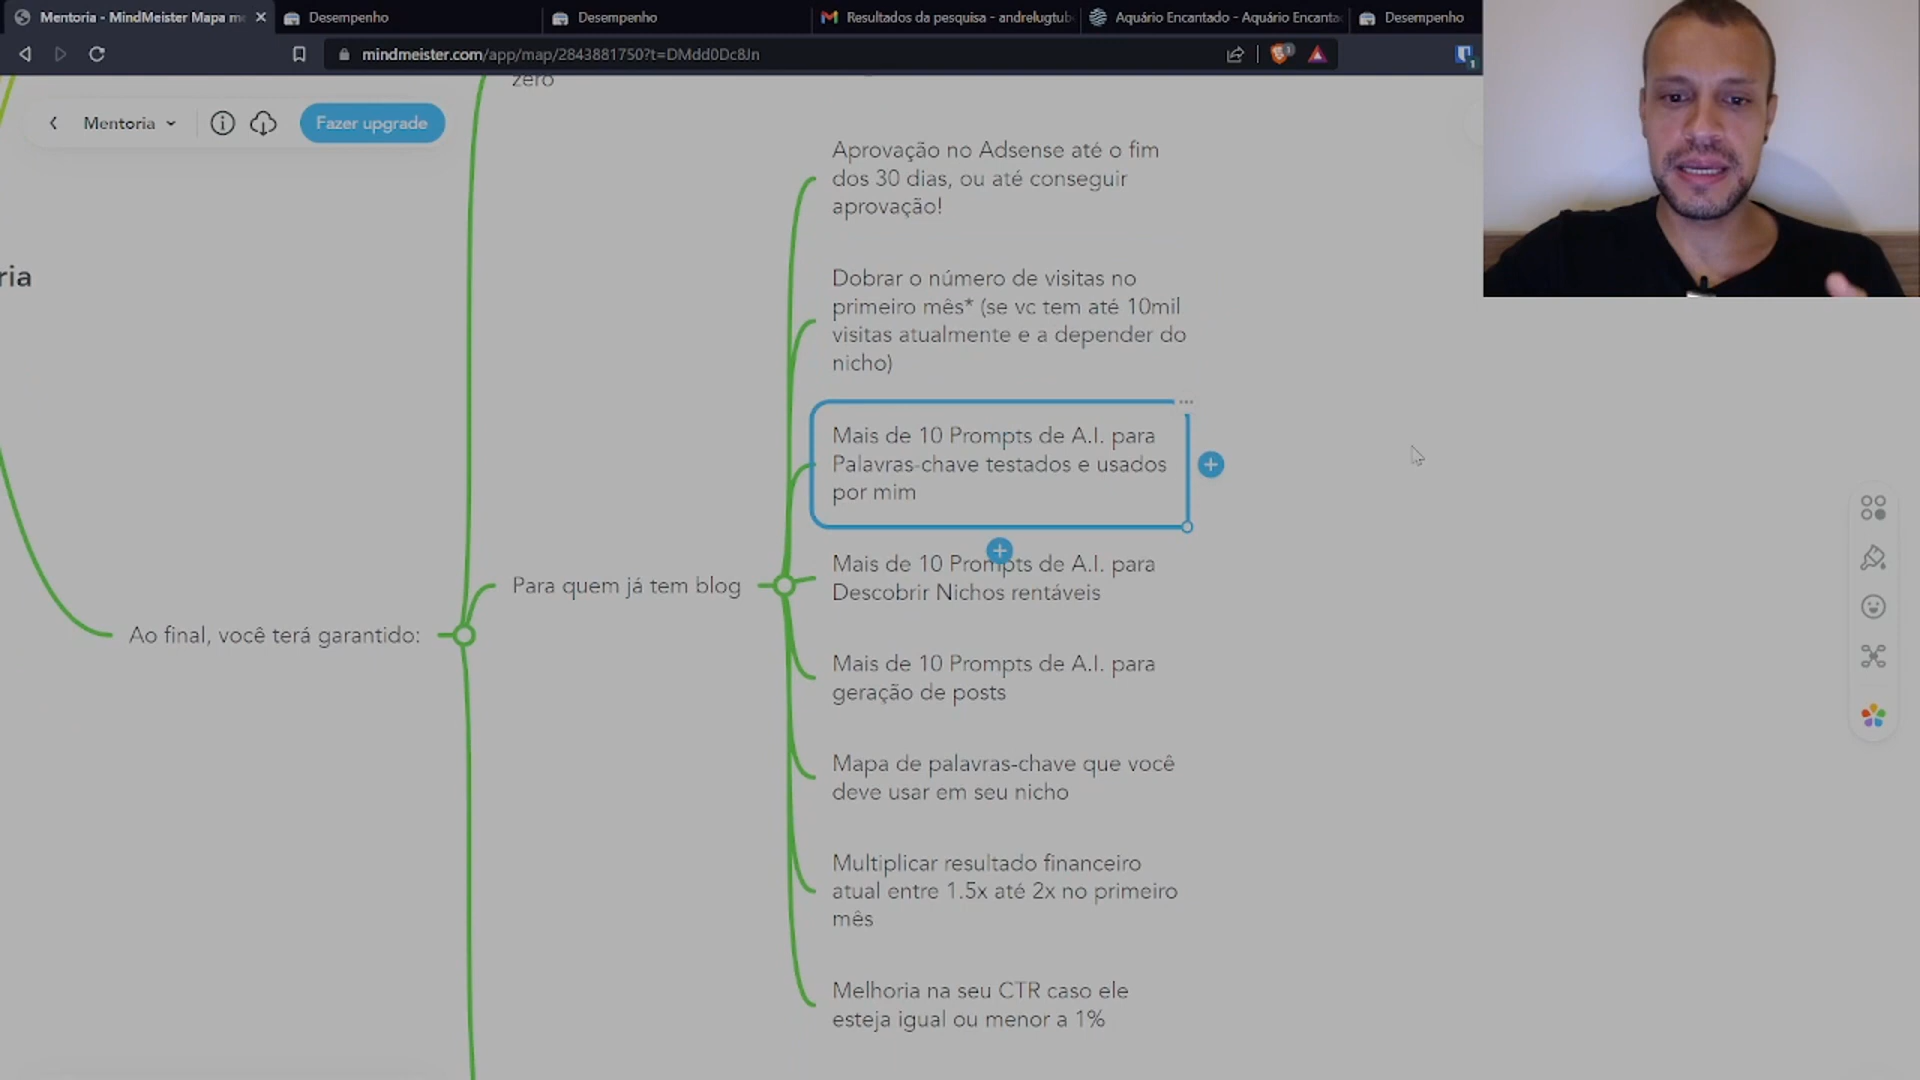 Mentoria - MindMeister Mapa me
Desempenho
Desempenho
Resultados da pesquisa - andrelugtub
Aquário Encantado - Aquário Encanta
Desempenho
mindmeister.com/app/map/2843881750?t=DMdd0Dc8Jn
zero
Mentoria
Fazer upgrade
ria
Aprovação no Adsense até o fim
dos 30 dias, ou até conseguir
aprovação!
Dobrar o número de visitas no
primeiro mês* (se vc tem até 10mil
visitas atualmente e a depender do
nicho)
Mais de 10 Prompts de A.I. para
Palavras-chave testados e usados
por mim
Mais de 10 Prompts de A.I. para
Descobrir Nichos rentáveis
Para quem já tem blog
Ao final, você terá garantido:
Mais de 10 Prompts de A.I. para
geração de posts
Mapa de palavras-chave que você
deve usar em seu nicho
Multiplicar resultado financeiro
atual entre 1.5x até 2x no primeiro
mês
Melhoria na seu CTR caso ele
esteja igual ou menor a 1%